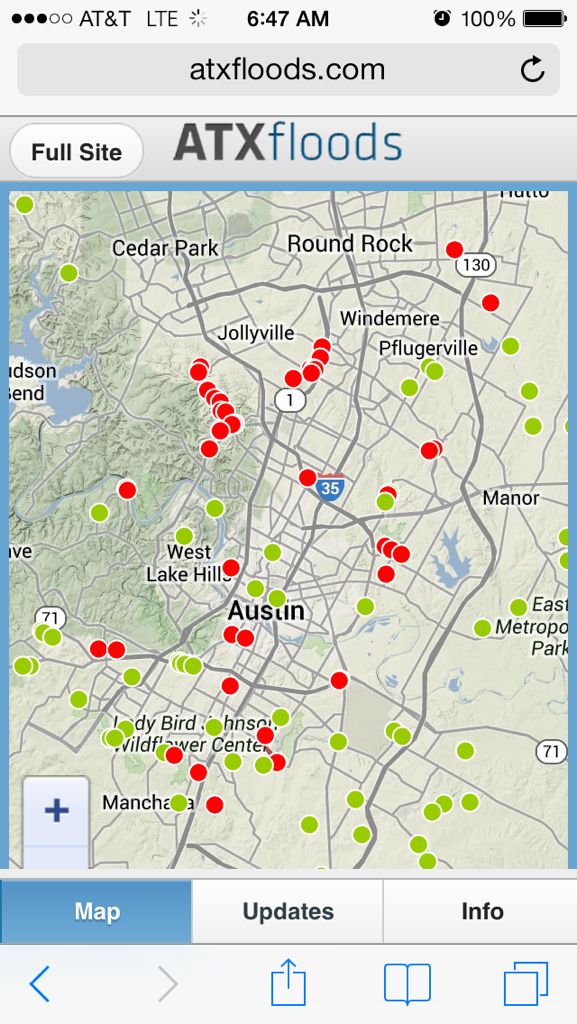 AT&T LTE 6:47 AM 100%
atxfloods.com
Full Site ATXfloods
Hutto
Cedar Park Round Rock
130
Jollyville Windemere
Pflugerville
udson
Bend
1
35
Manor
ave West
Lake Hills
Austin
71 East
Metropo
Park
Lady Bird Johnson
Wildflower Center
71
Manchaca
+
Map Updates Info